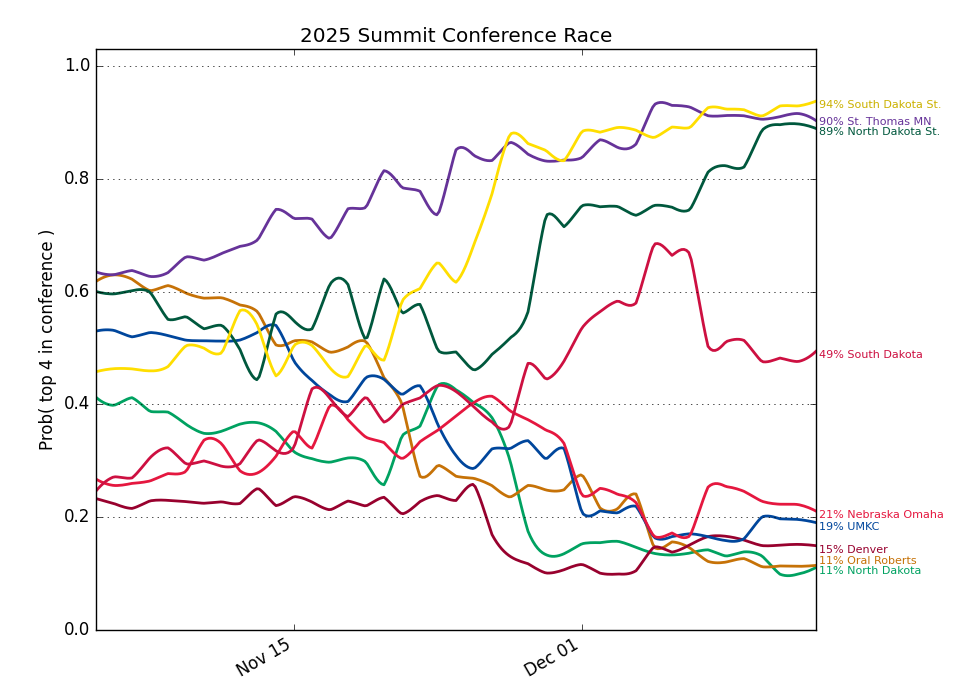 2025 Summit Conference Race
Prob( top 4 in conference )
1.0
0.8
0.6
0.4
0.2
0.0
Nov 15
Dec 01
94% South Dakota St.
90% St. Thomas MN
89% North Dakota St.
49% South Dakota
21% Nebraska Omaha
19% UMKC
15% Denver
11% Oral Roberts
11% North Dakota